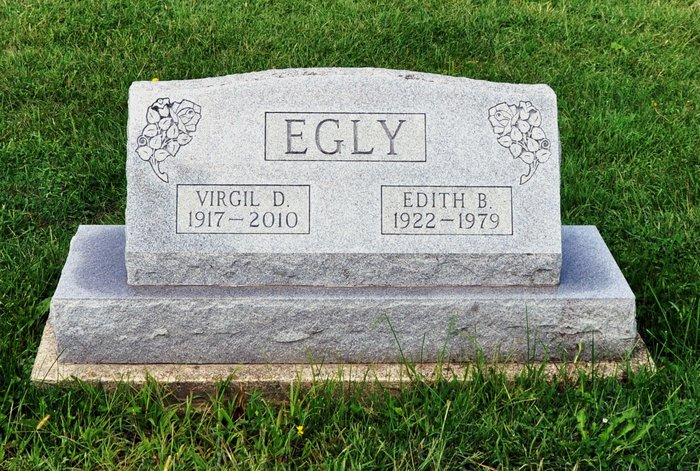 EGLY
VIRGIL D.
1917–2010
EDITH B.
1922–1979